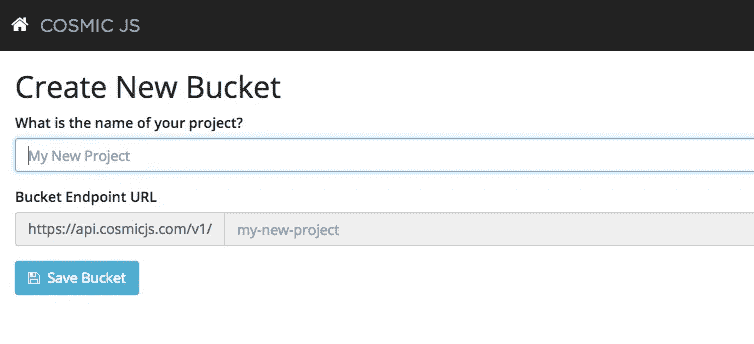 COSMIC JS
Create New Bucket
What is the name of your project?
My New Project
Bucket Endpoint URL
https://api.cosmicjs.com/v1/ my-new-project
Save Bucket